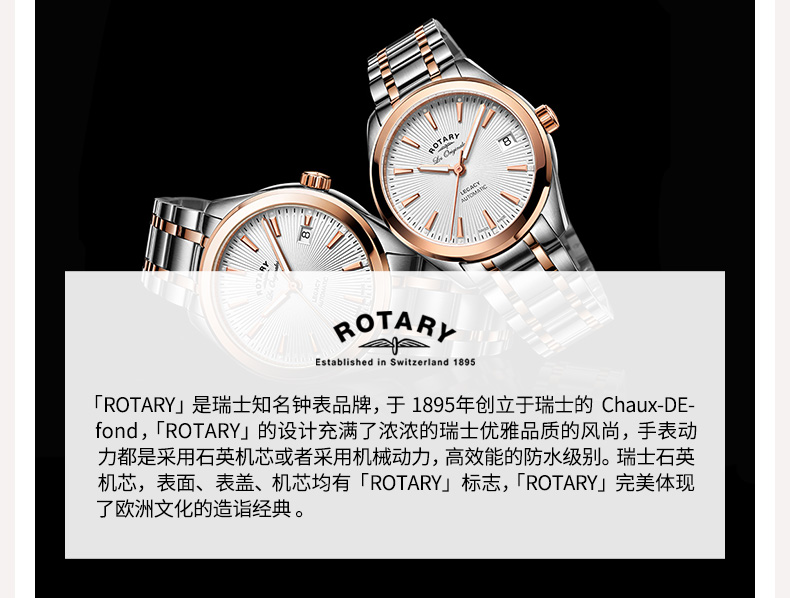 ROTARY
Les Originales
LEGACY
AUTOMATIC
8
8
ROTARY
Established in Switzerland 1895
「ROTARY」是瑞士知名钟表品牌，于 1895年创立于瑞士的 Chaux-DE-
fond，「ROTARY」的设计充满了浓浓的瑞士优雅品质的风尚，手表动
力都是采用石英机芯或者采用机械动力，高效能的防水级别。瑞士石英
机芯，表面、表盖、机芯均有「ROTARY」标志，「ROTARY」完美体现
了欧洲文化的造诣经典。